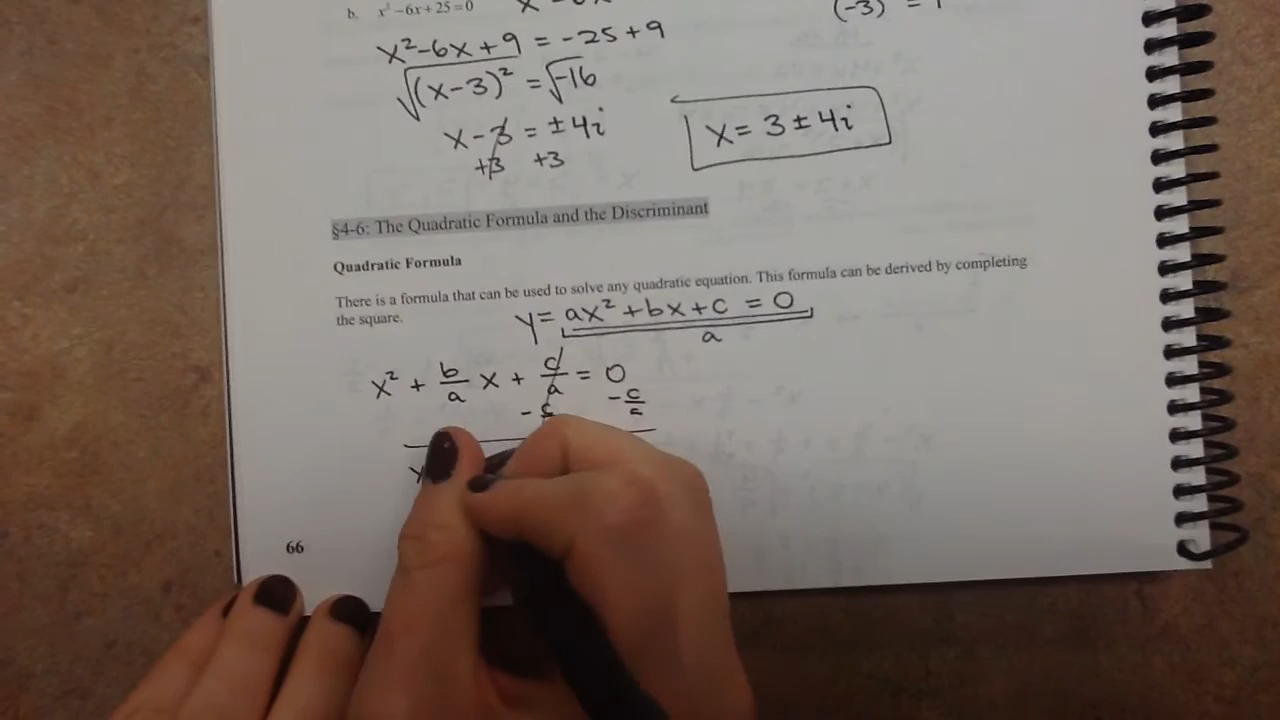 b. x² – 6x + 25 = 0
(-3) =
x²-6x+9 = -25+9
√(x-3)² = √-16
x-3 = ±4i
+3 +3
x = 3 ± 4i
§4-6: The Quadratic Formula and the Discriminant
Quadratic Formula
There is a formula that can be used to solve any quadratic equation. This formula can be derived by completing
the square.
y = ax² + bx + c = 0
a
x² + b/a x + c/a = 0
- c - c/a
x
66